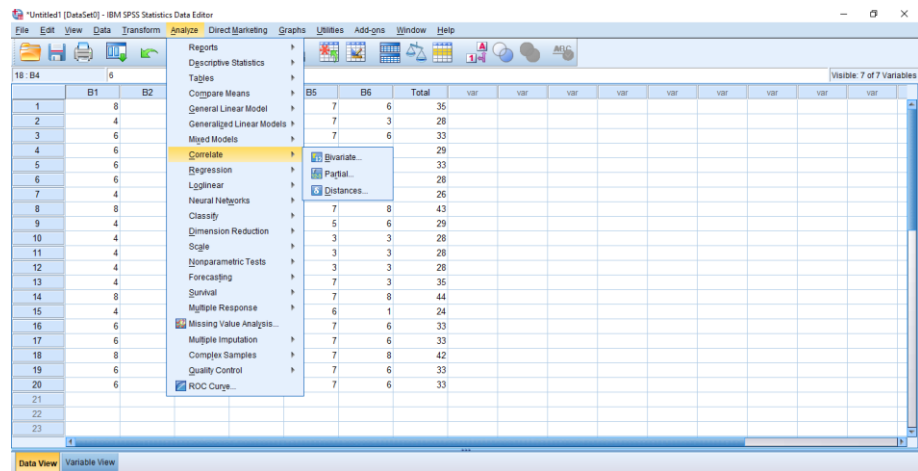 *Untitled1 [DataSet0] - IBM SPSS Statistics Data Editor
File Edit View Data Transform Analyze Direct Marketing Graphs Utilities Add-ons Window Help
18 : B4 6 Visible: 7 of 7 Variables
B1 B2 B5 B6 Total var var var var var var var var var
1 8 7 6 35
2 4 7 3 28
3 6 7 6 33
4 6 29
5 6 33
6 6 28
7 4 26
8 8 7 8 43
9 4 5 6 29
10 4 3 3 28
11 4 3 3 28
12 4 3 3 28
13 4 7 3 35
14 8 7 8 44
15 4 6 1 24
16 6 7 6 33
17 6 7 6 33
18 8 7 8 42
19 6 7 6 33
20 6 7 6 33
21
22
23
Reports
Descriptive Statistics
Tables
Compare Means
General Linear Model
Generalized Linear Models
Mixed Models
Correlate
Regression
Loglinear
Neural Networks
Classify
Dimension Reduction
Scale
Nonparametric Tests
Forecasting
Survival
Multiple Response
Missing Value Analysis...
Multiple Imputation
Complex Samples
Quality Control
ROC Curve...
Bivariate...
Partial...
Distances...
Data View Variable View